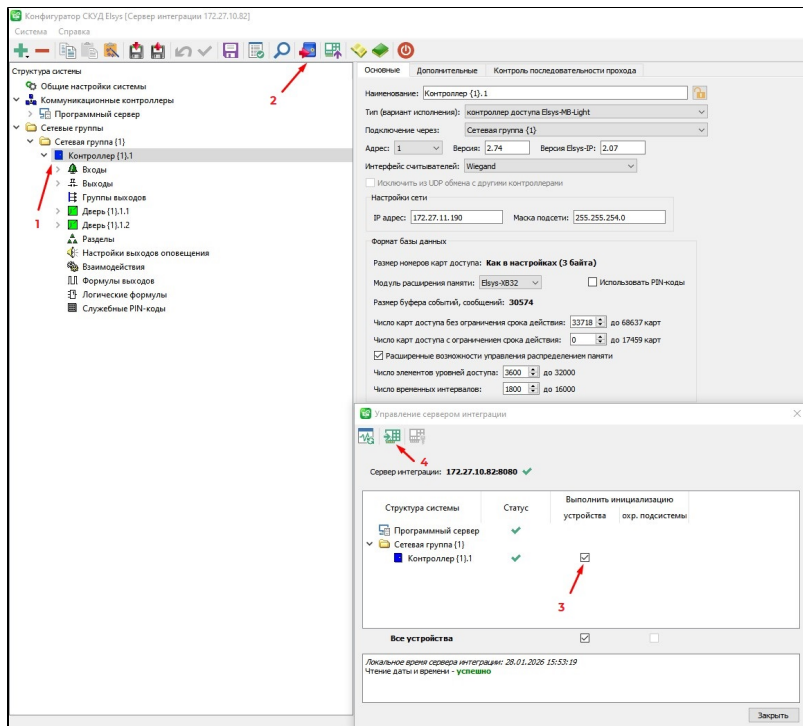 Конфигуратор СКУД Elsys [Сервер интеграции 172.27.10.82]
Система Справка
2
Структура системы
Общие настройки системы
Коммуникационные контроллеры
Программный сервер
Сетевые группы
Сетевая группа {1}
Контроллер {1}.1
Входы
Выходы
Группы выходов
1
Дверь {1}.1.1
Дверь {1}.1.2
Разделы
Настройки выходов оповещения
Взаимодействия
Формулы выходов
Логические формулы
Служебные PIN-коды
Основные Дополнительные Контроль последовательности прохода
Наименование: Контроллер {1}.1
Тип (вариант исполнения): контроллер доступа Elsys-MB-Light
Подключение через: Сетевая группа {1}
Адрес: 1 Версия: 2.74 Версия Elsys-IP: 2.07
Интерфейс считывателей: Wiegand
Исключить из UDP обмена с другими контроллерами
Настройки сети
IP адрес: 172.27.11.190 Маска подсети: 255.255.254.0
Формат базы данных
Размер номеров карт доступа: Как в настройках (3 байта)
Модуль расширения памяти: Elsys-XB32 Использовать PIN-коды
Размер буфера событий, сообщений: 30574
Число карт доступа без ограничения срока действия: 33718 до 68637 карт
Число карт доступа с ограничением срока действия: 0 до 17459 карт
Расширенные возможности управления распределением памяти
Число элементов уровней доступа: 3600 до 32000
Число временных интервалов: 1800 до 16000
Управление сервером интеграции
4
Сервер интеграции: 172.27.10.82:8080
Структура системы Статус Выполнить инициализацию
устройства охр. подсистемы
Программный сервер
Сетевая группа {1}
Контроллер {1}.1
3
Все устройства
Локальное время сервера интеграции: 28.01.2026 15:53:19
Чтение даты и времени - успешно
Закрыть